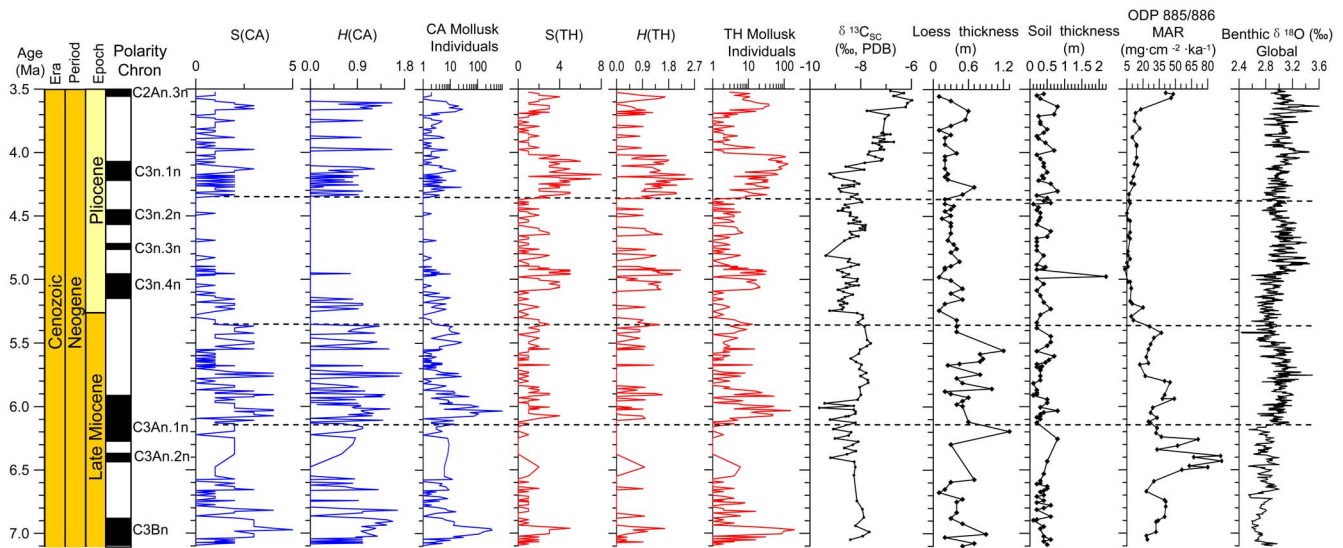 Age
(Ma)
Era
Period
Epoch
Polarity
Chron
S(CA)
H(CA)
CA Mollusk
Individuals
S(TH)
H(TH)
TH Mollusk
Individuals
δ ¹³C_SC
(‰, PDB)
Loess thickness
(m)
Soil thickness
(m)
ODP 885/886
MAR
(mg·cm⁻²·ka⁻¹)
Benthic δ ¹⁸O (‰)
Global
0 5
0.0 0.9 1.8
1 10 100
0 4 8
0.0 0.9 1.8 2.7
1 10 100
-10 -8 -6
0 0.6 1.2
0 0.5 1 1.5 2
5 20 35 50 65 80
2.4 2.8 3.2 3.6
3.5
4.0
4.5
5.0
5.5
6.0
6.5
7.0
Cenozoic
Neogene
Pliocene
Late Miocene
C2An.3n
C3n.1n
C3n.2n
C3n.3n
C3n.4n
C3An.1n
C3An.2n
C3Bn